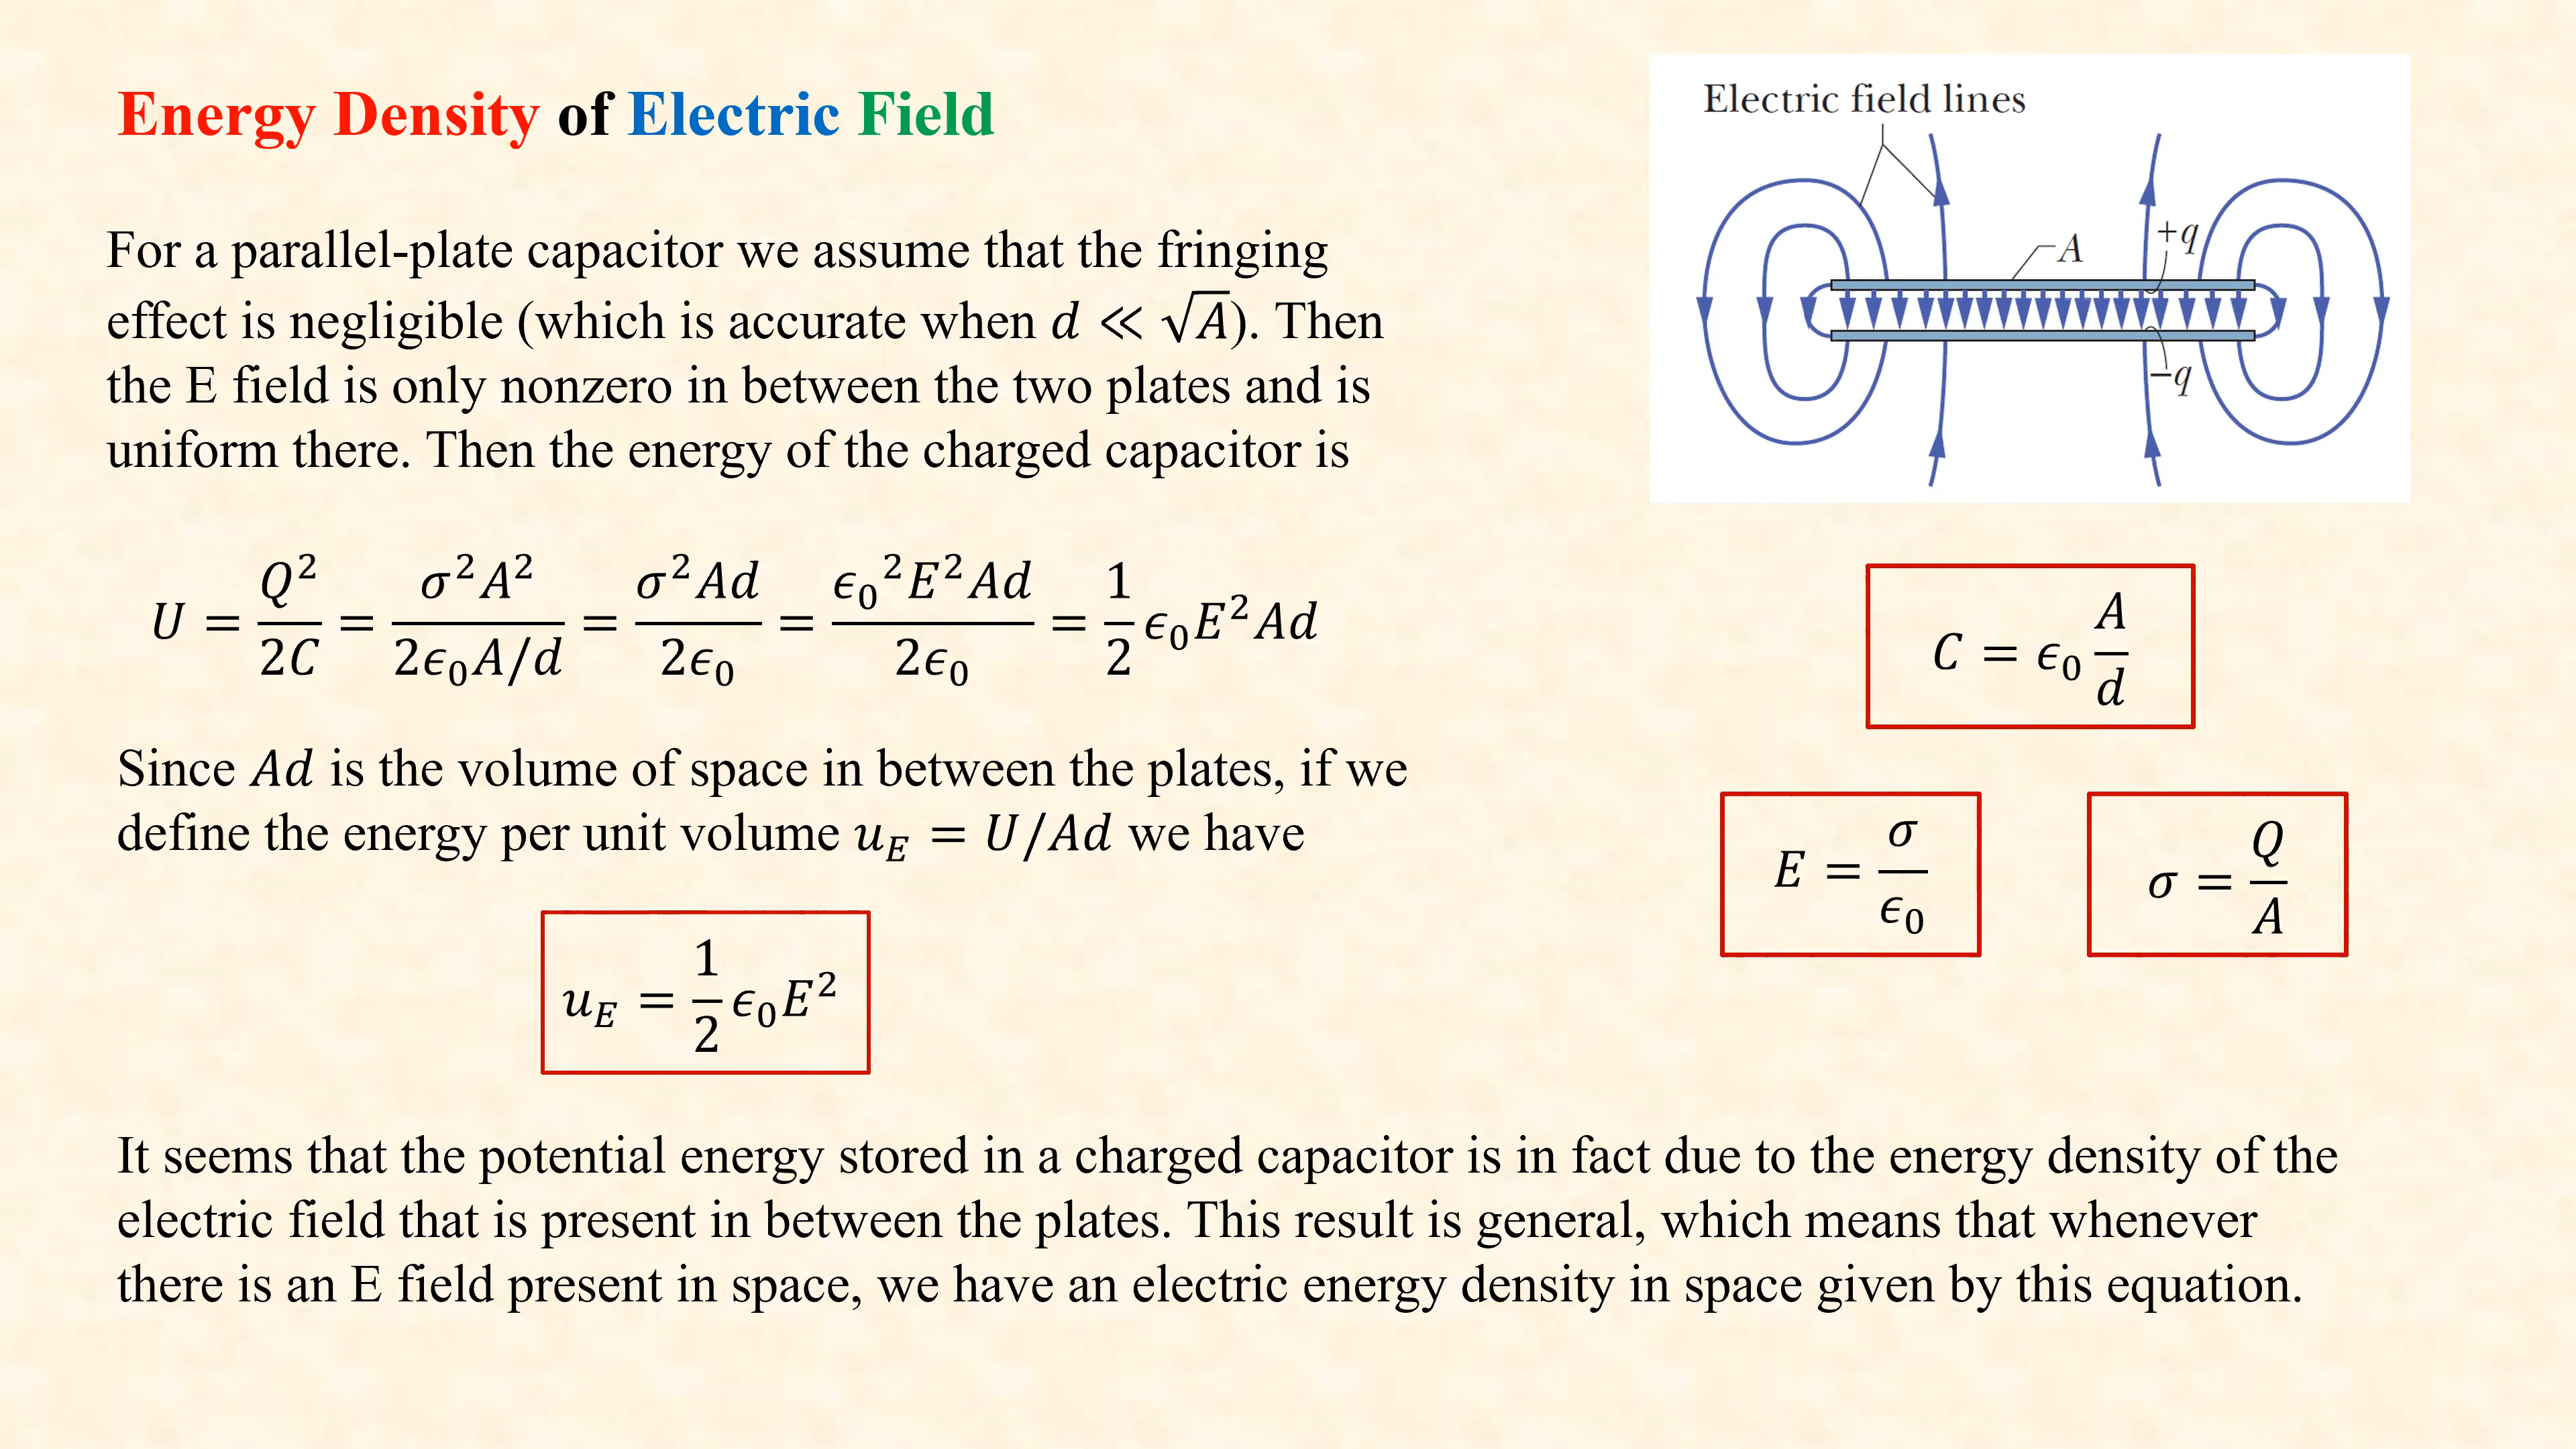 Energy Density of Electric Field
Electric field lines
A
+q
−q
For a parallel-plate capacitor we assume that the fringing
effect is negligible (which is accurate when d ≪ √A). Then
the E field is only nonzero in between the two plates and is
uniform there. Then the energy of the charged capacitor is
U = Q²/2C = σ²A²/2ϵ₀A/d = σ²Ad/2ϵ₀ = ϵ₀²E²Ad/2ϵ₀ = 1/2 ϵ₀E²Ad
C = ϵ₀ A/d
Since Ad is the volume of space in between the plates, if we
define the energy per unit volume u_E = U/Ad we have
E = σ/ϵ₀
σ = Q/A
u_E = 1/2 ϵ₀E²
It seems that the potential energy stored in a charged capacitor is in fact due to the energy density of the
electric field that is present in between the plates. This result is general, which means that whenever
there is an E field present in space, we have an electric energy density in space given by this equation.